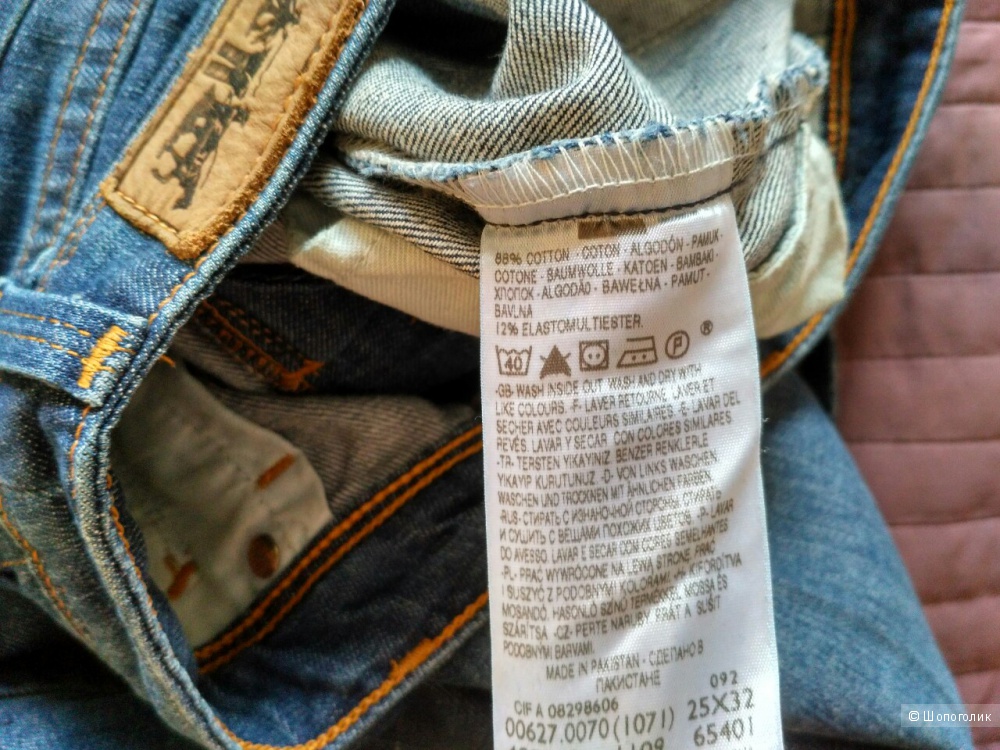 88% COTTON - COTON - ALGODÓN - PAMUK-
COTONE - BAUMWOLLE - KATOEN - BAMBAKI-
ХЛОПОК - ALGODÃO - BAWEŁNA - PAMUT-
BAVLNA
12% ELASTOMULTIESTER.
40 P ®
-GB- WASH INSIDE OUT WASH AND DRY WITH
LIKE COLOURS. -F- LAVER RETOURNE LAVER ET
SECHER AVEC COULEURS SIMILAIRES -E- LAVAR DEL
REVÉS. LAVAR Y SECAR CON COLORES SIMILARES
-TR- TERSTEN YIKAYINIZ BENZER RENKLERLE
YIKAYIP KURUTUNUZ -D- VON LINKS WASCHEN.
WASCHEN UND TROCKNEN MIT ÄHNLICHEN FARBEN.
-RUS- СТИРАТЬ С ИЗНАНОЧНОЙ СТОРОНЫ. СТИРАТЬ
И СУШИТЬ С ВЕЩАМИ ПОХОЖИХ ЦВЕТОВ -P- LAVAR
DO AVESSO. LAVAR E SECAR COM CORES SEMELHANTES
-PL- PRAĆ WYWRÓCONE NA LEWĄ STRONĘ. PRAĆ
I SUSZYĆ Z PODOBNYMI KOLORAMI. -H- KIFORDÍTVA
MOSANDÓ. HASONLÓ SZÍNŰ TERMÉKKEL MOSSA ÉS
SZÁRÍTSA -CZ- PERTE NARUBY. PRÁT A SUŠIT
PODOBNÝMI BARVAMI.
MADE IN PAKISTAN - СДЕЛАНО В
ПАКИСТАНЕ
092
CIF A 08298606 25X32
00627.0070(1071) 65401
© Шопоголик